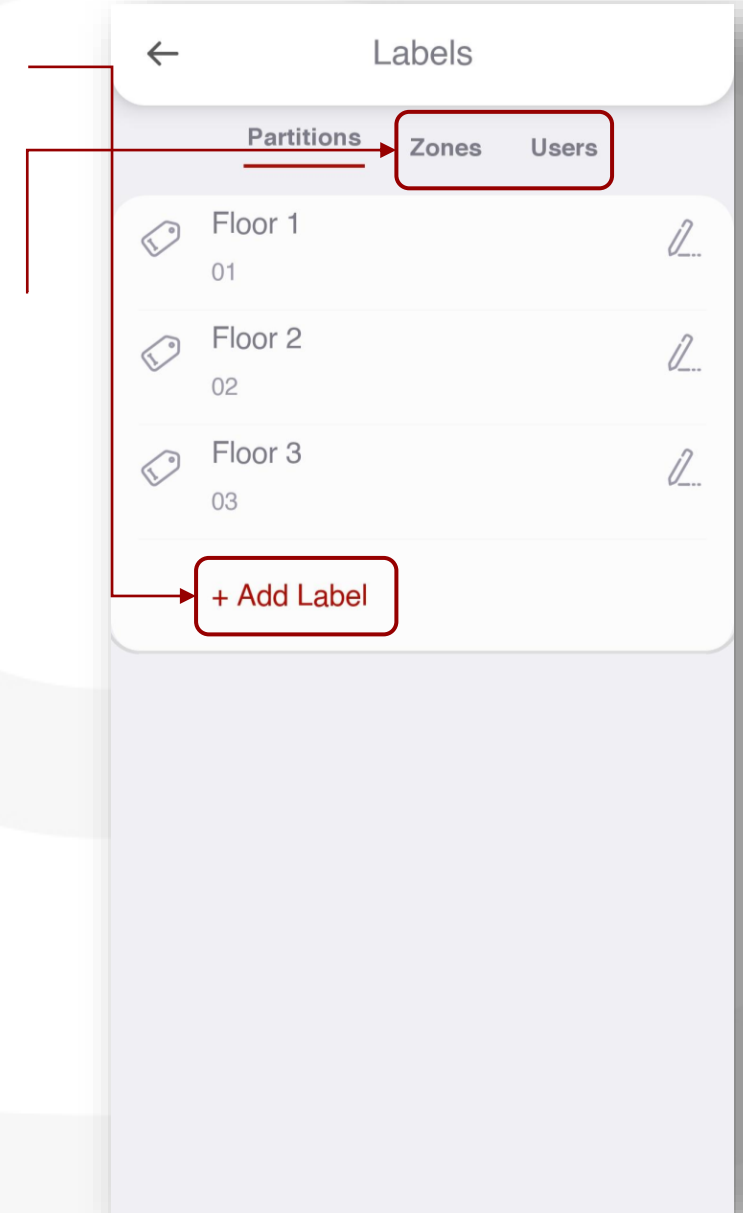 Labels
Partitions Zones Users
Floor 1
01
Floor 2
02
Floor 3
03
+ Add Label